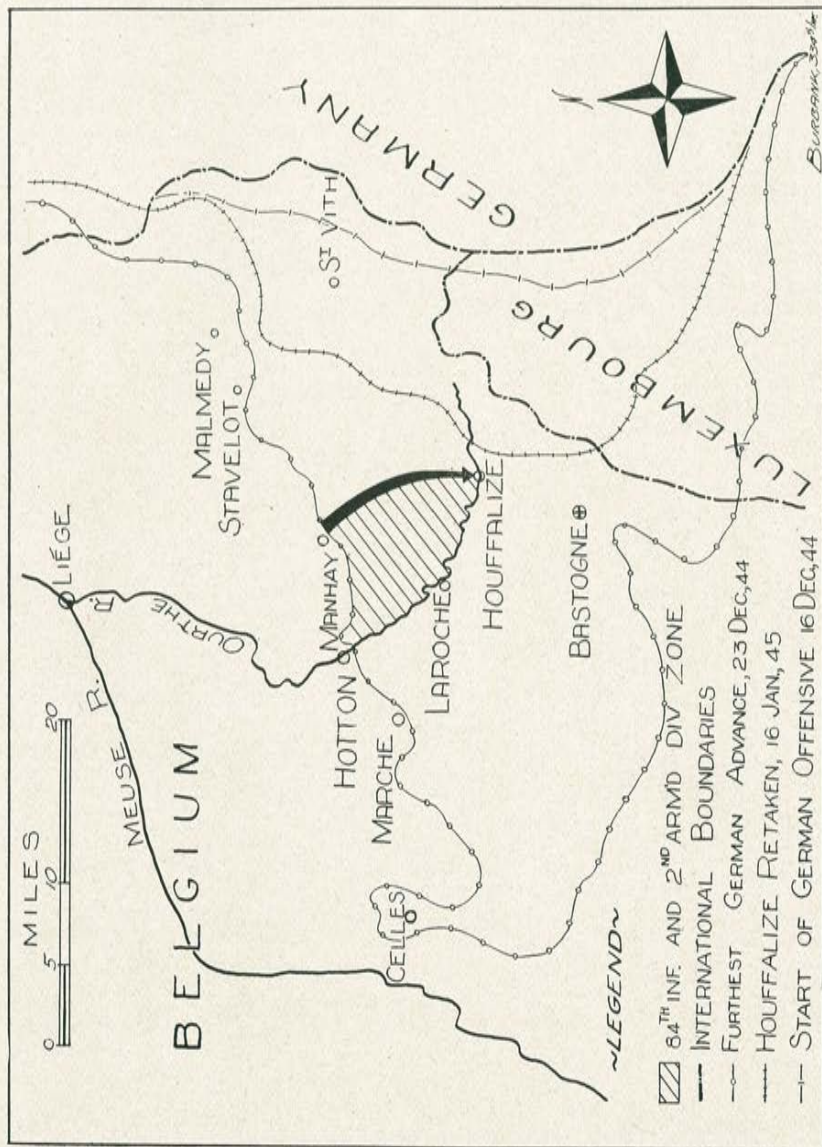 MILES
0 5 10 20
LIÉGE
MEUSE R.
OURTHE R.
BELGIUM
GERMANY
N
MALMEDY
STAVELOT
ST VITH
MANHAY
HOTTON
MARCHE
LAROCHE
HOUFFALIZE
CELLES
BASTOGNE
LUXEMBOURG
~LEGEND~
84TH INF. AND 2ND ARM'D DIV ZONE
INTERNATIONAL BOUNDARIES
FURTHEST GERMAN ADVANCE, 23 DEC, 44
HOUFFALIZE RETAKEN, 16 JAN, 45
START OF GERMAN OFFENSIVE 16 DEC, 44
BURBANK